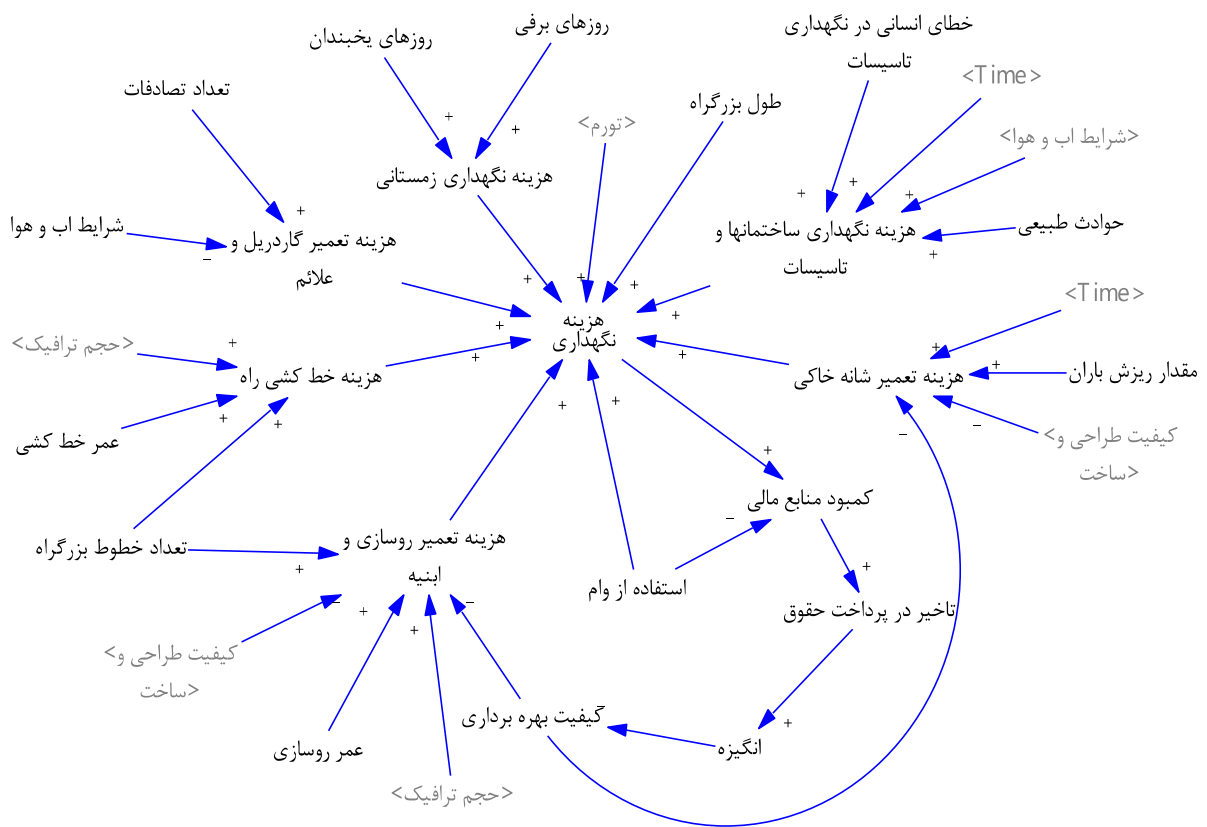 خطای انسانی در نگهداری
تاسیسات
روزهای برفی
روزهای یخبندان
<Time>
تعداد تصادفات
طول بزرگراه
<تورم>
<شرایط اب و هوا>
هزینه نگهداری زمستانی
حوادث طبیعی
هزینه نگهداری ساختمانها و
تاسیسات
شرایط اب و هوا
هزینه تعمیر گاردریل و
علائم
<Time>
هزینه
نگهداری
<حجم ترافیک>
مقدار ریزش باران
هزینه تعمیر شانه خاکی
هزینه خط کشی راه
<کیفیت طراحی و
ساخت>
عمر خط کشی
کمبود منابع مالی
هزینه تعمیر روسازی و
ابنیه
تعداد خطوط بزرگراه
استفاده از وام
تاخیر در پرداخت حقوق
<کیفیت طراحی و
ساخت>
کیفیت بهره برداری
انگیزه
عمر روسازی
<حجم ترافیک>